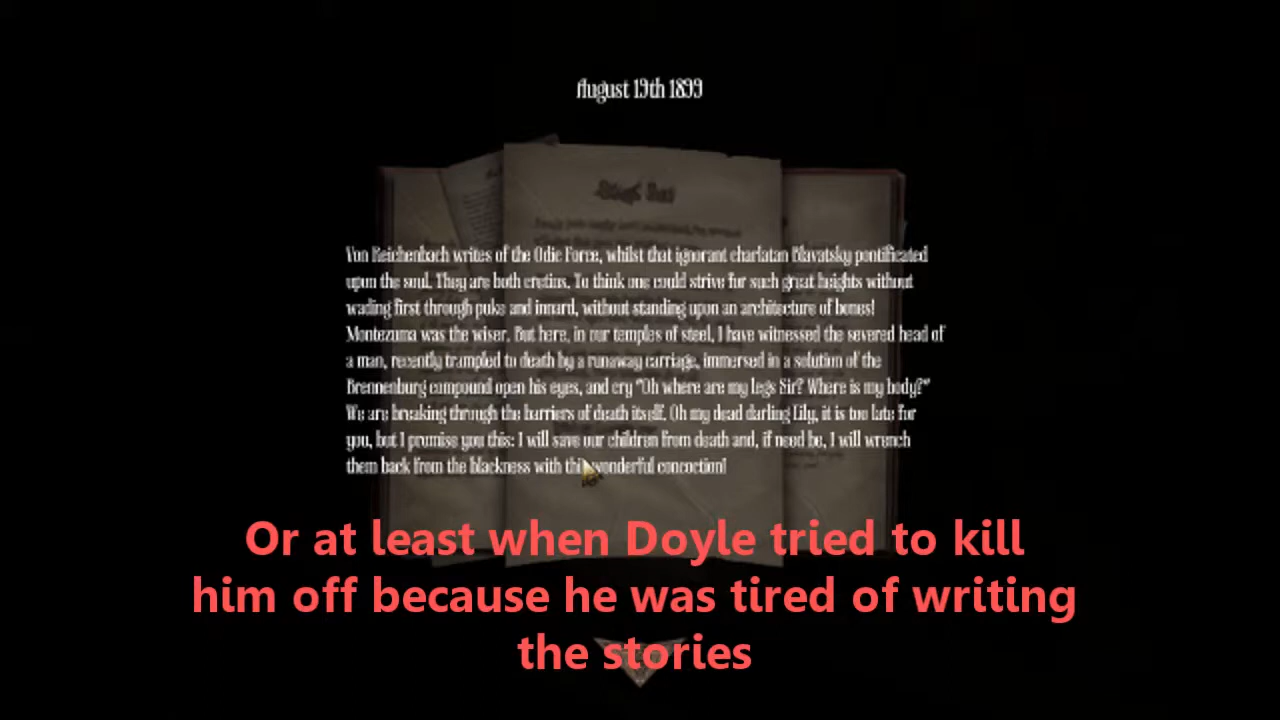 August 19th 1899
Von Reichenbach writes of the Odic Force, whilst that ignorant charlatan Blavatsky pontificated
upon the soul. They are both cretins. To think one could strive for such great heights without
wading first through puke and innard, without standing upon an architecture of bones!
Montezuma was the wiser. But here, in our temples of steel, I have witnessed the severed head of
a man, recently trampled to death by a runaway carriage, immersed in a solution of the
Brennenburg compound open his eyes, and cry "Oh where are my legs Sir? Where is my body?"
We are breaking through the barriers of death itself. Oh my dead darling Lily, it is too late for
you, but I promise you this: I will save our children from death and, if need be, I will wrench
them back from the blackness with this wonderful concoction!
Or at least when Doyle tried to kill
him off because he was tired of writing
the stories